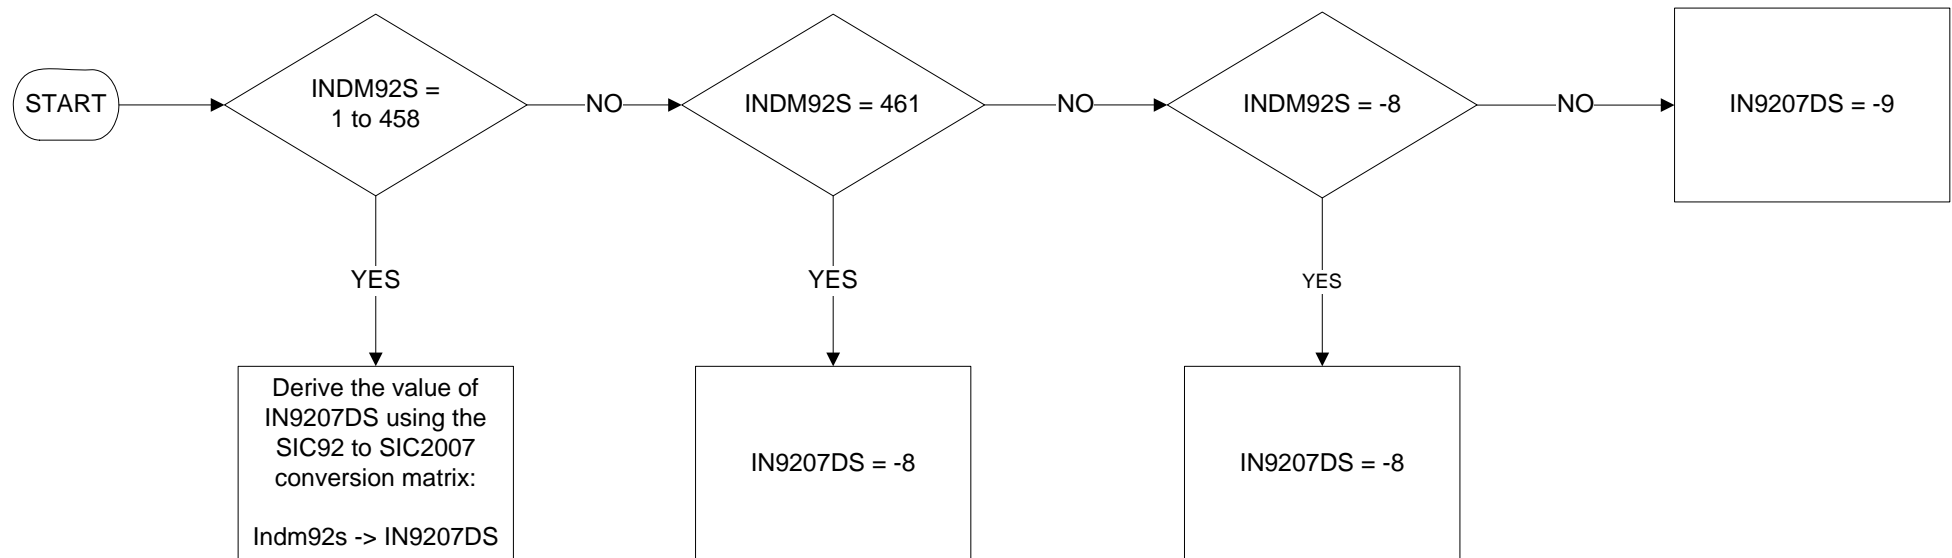 START
INDM92S =
1 to 458
NO
INDM92S = 461
NO
INDM92S = -8
NO
IN9207DS = -9
YES
YES
YES
Derive the value of
IN9207DS using the
SIC92 to SIC2007
conversion matrix:
Indm92s -> IN9207DS
IN9207DS = -8
IN9207DS = -8